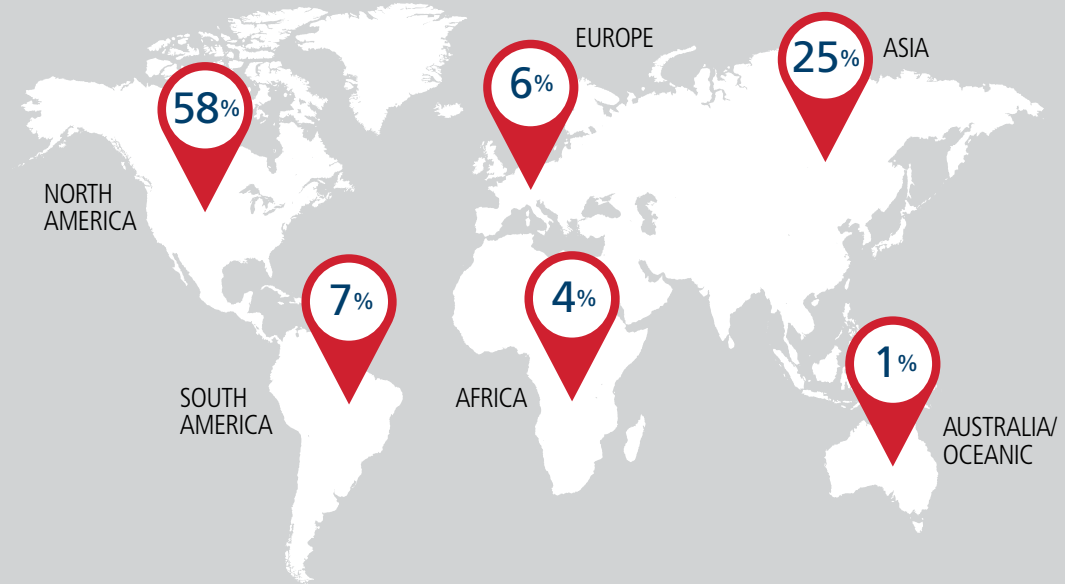 58%
NORTH
AMERICA
6%
EUROPE
25%
ASIA
7%
SOUTH
AMERICA
4%
AFRICA
1%
AUSTRALIA/
OCEANIC